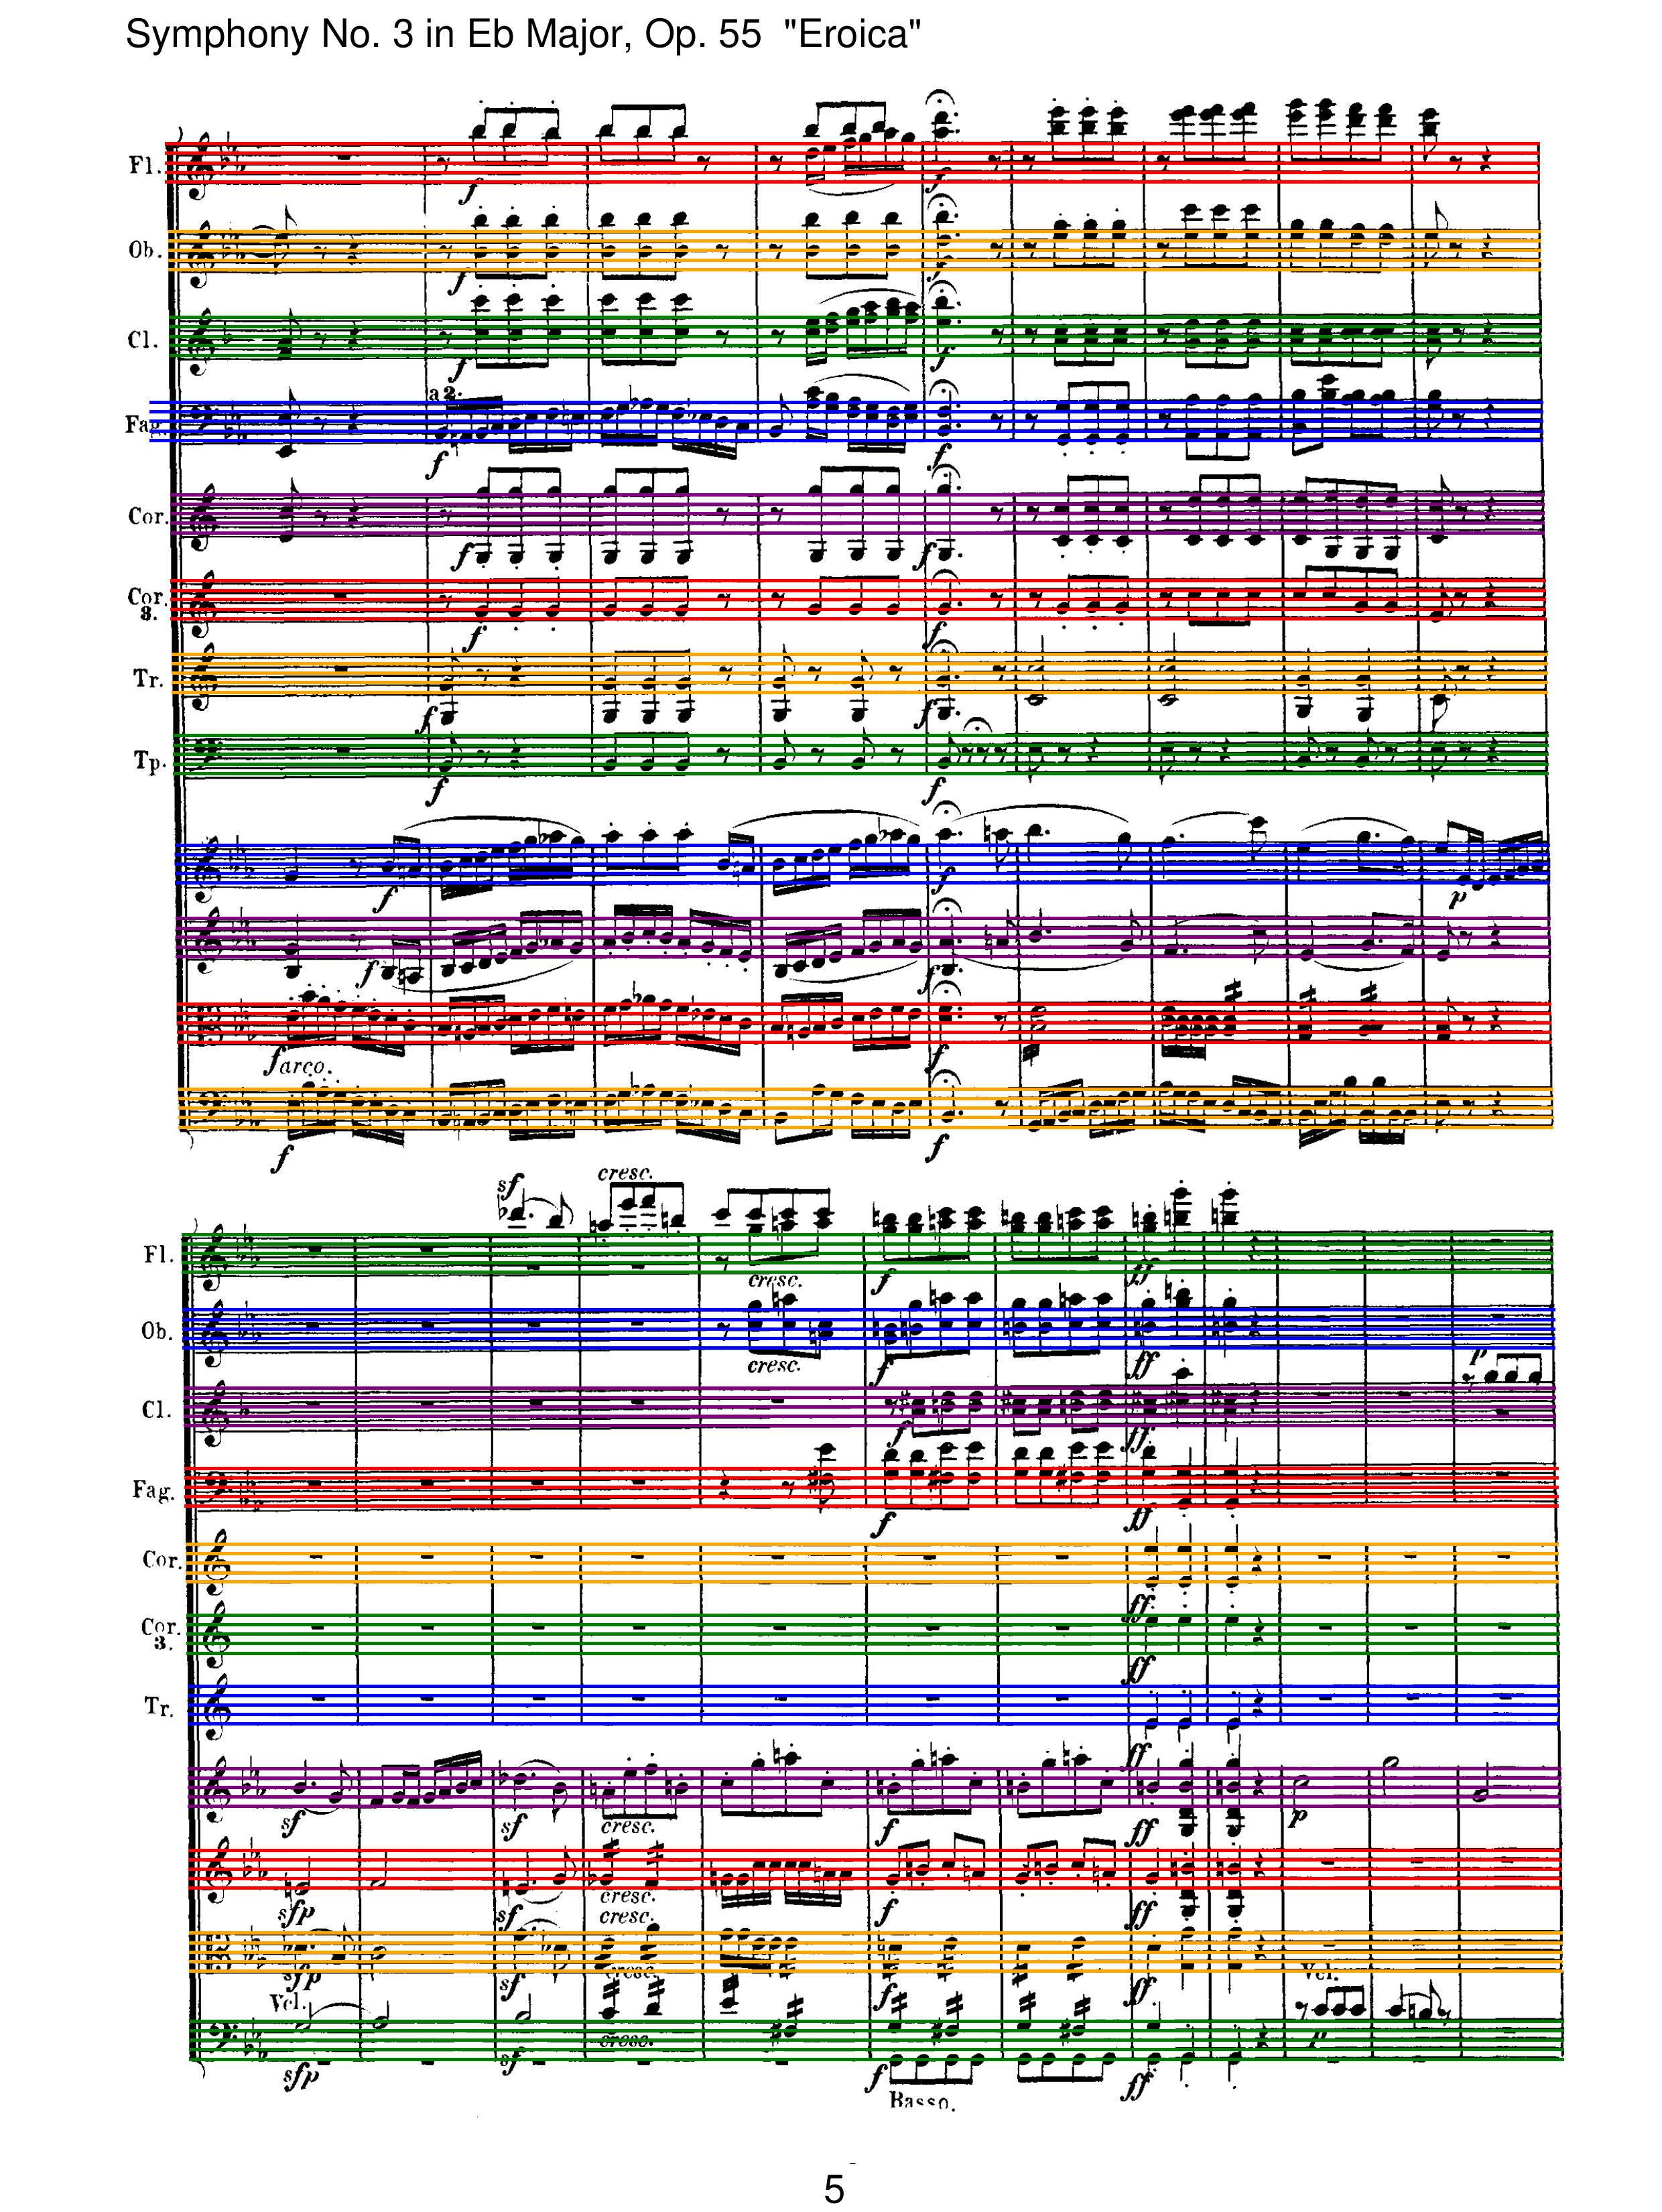 Symphony No. 3 in Eb Major, Op. 55 "Eroica"
Fl.
f
f
Ob.
f
f
Cl.
f
f
a 2.
Fag.
f
f
Cor.
f
f
Cor.
3.
f
f
Tr.
f
f
Tp.
f
f
f
f
p
f
f
f arco.
f
f
f
sf
cresc.
Fl.
cresc.
f
ff
Ob.
cresc.
f
ff
p
Cl.
f
ff
Fag.
f
ff
Cor.
ff
Cor.
3.
ff
Tr.
ff
sf
sf
cresc.
f
ff
p
sfp
sf
cresc.
f
ff
cresc.
sfp
sf
cresc.
f
ff
Vcl.
Vcl.
sfp
sf
cresc.
f
ff
p
Basso.
5